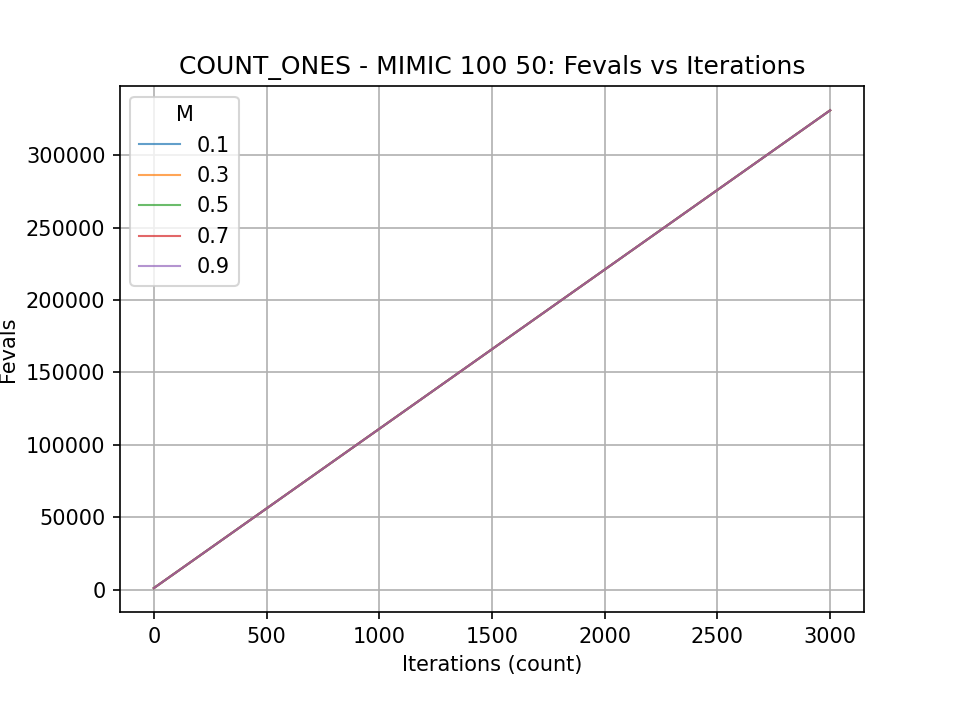 COUNT_ONES - MIMIC 100 50: Fevals vs Iterations
M
0.1
0.3
0.5
0.7
0.9
300000
250000
200000
150000
100000
50000
0
Fevals
0 500 1000 1500 2000 2500 3000
Iterations (count)